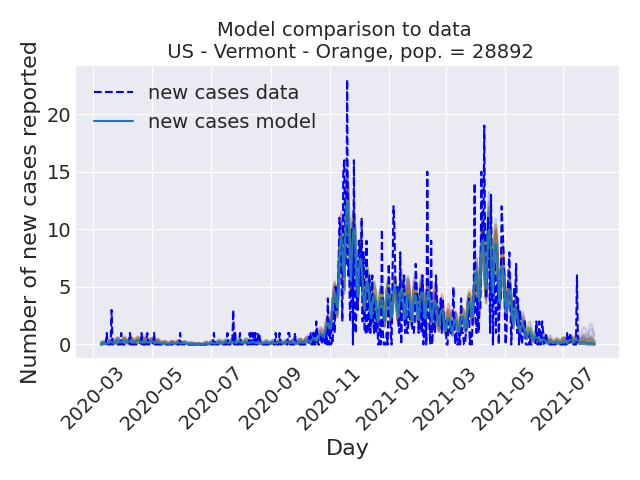 Model comparison to data
US - Vermont - Orange, pop. = 28892
Number of new cases reported
new cases data
new cases model
20
15
10
5
0
2020-03
2020-05
2020-07
2020-09
2020-11
2021-01
2021-03
2021-05
2021-07
Day